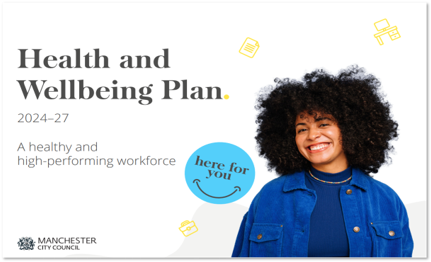 Health and
Wellbeing Plan.
2024–27
A healthy and
high-performing workforce
here for
you
MANCHESTER
CITY COUNCIL